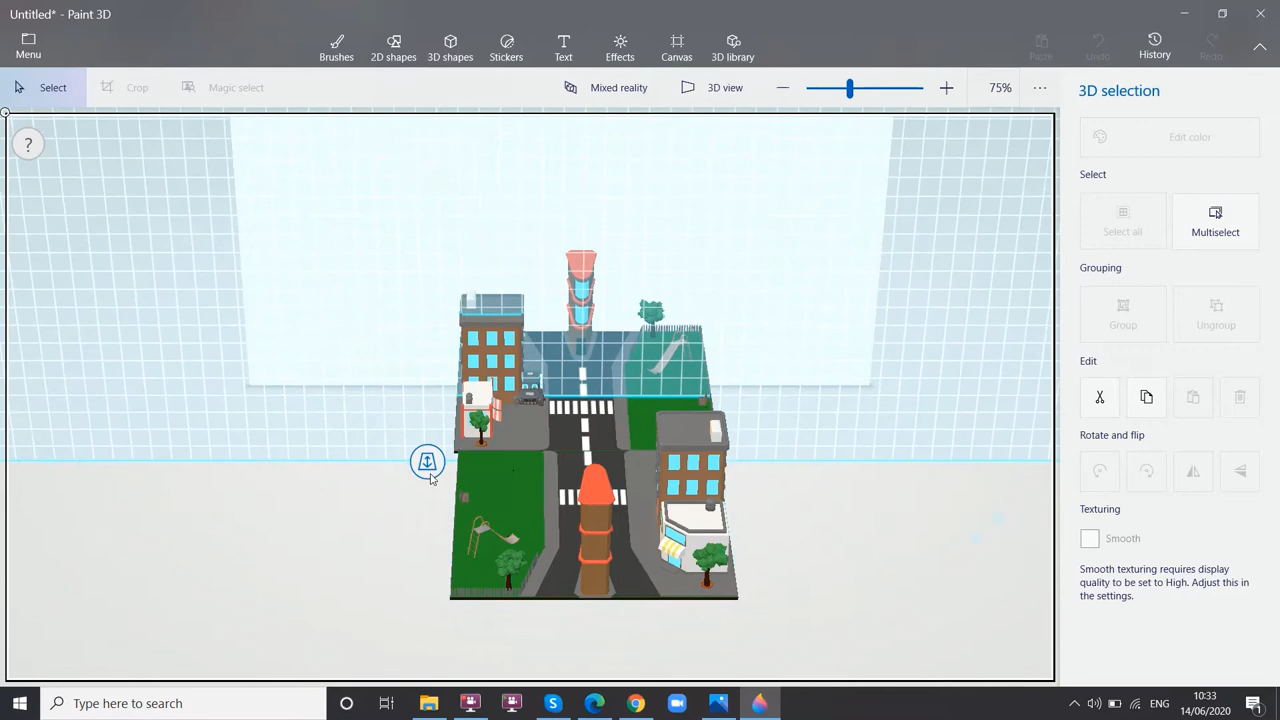 Untitled* - Paint 3D
Menu
Brushes
2D shapes
3D shapes
Stickers
Text
Effects
Canvas
3D library
Paste
Undo
History
Redo
Select
Crop
Magic select
Mixed reality
3D view
75%
3D selection
?
Edit color
Select
Select all
Multiselect
Grouping
Group
Ungroup
Edit
Rotate and flip
Texturing
Smooth
Smooth texturing requires display
quality to be set to High. Adjust this in
the settings.
Type here to search
ENG
10:33
14/06/2020
1